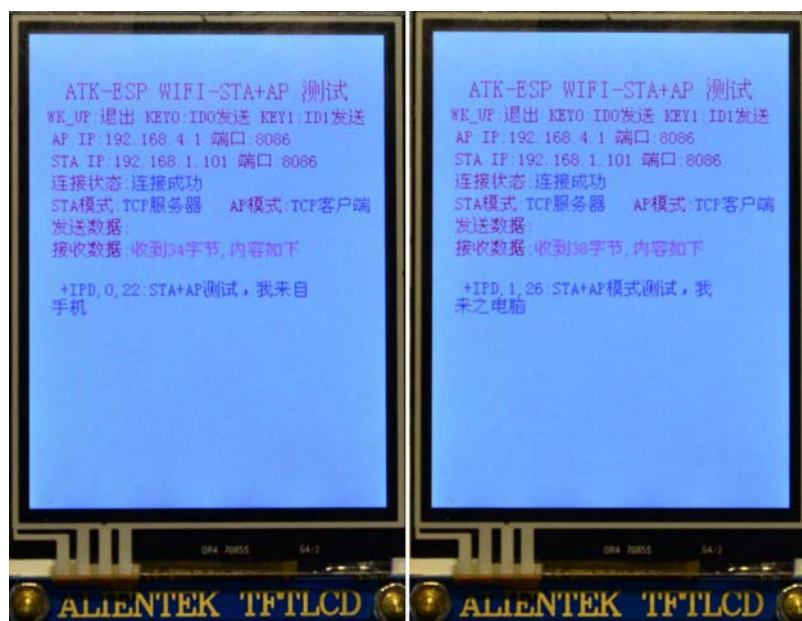 ATK-ESP WIFI-STA+AP 测试
WK_UP:退出 KEY0:ID0发送 KEY1:ID1发送
AP IP:192.168.4.1 端口:8086
STA IP:192.168.1.101 端口:8086
连接状态:连接成功
STA模式:TCP服务器 AP模式:TCP客户端
发送数据:
接收数据:收到34字节,内容如下
+IPD,0,22:STA+AP测试，我来自
手机
OR4 7085S G4/2
ALIENTEK TFTLCD
ATK-ESP WIFI-STA+AP 测试
WK_UP:退出 KEY0:ID0发送 KEY1:ID1发送
AP IP:192.168.4.1 端口:8086
STA IP:192.168.1.101 端口:8086
连接状态:连接成功
STA模式:TCP服务器 AP模式:TCP客户端
发送数据:
接收数据:收到38字节,内容如下
+IPD,1,26:STA+AP模式测试，我
来之电脑
OR4 7085S G4/2
ALIENTEK TFTLCD